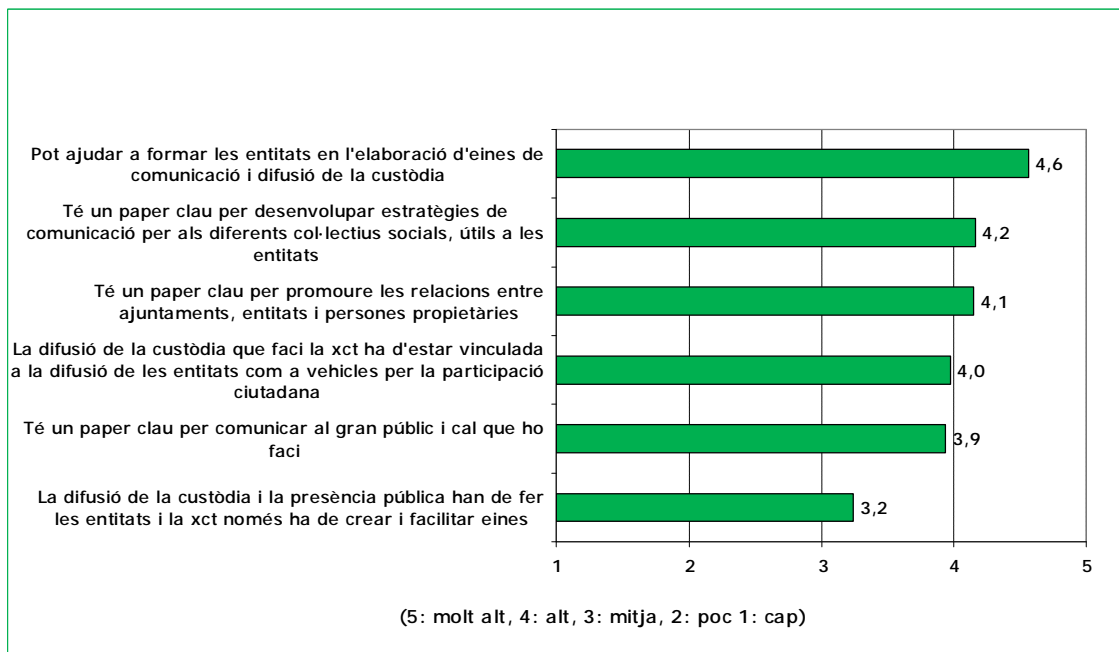 Pot ajudar a formar les entitats en l'elaboració d'eines de
comunicació i difusió de la custòdia
4,6
Té un paper clau per desenvolupar estratègies de
comunicació per als diferents col·lectius socials, útils a les
entitats
4,2
Té un paper clau per promoure les relacions entre
ajuntaments, entitats i persones propietàries
4,1
La difusió de la custòdia que faci la xct ha d'estar vinculada
a la difusió de les entitats com a vehicles per la participació
ciutadana
4,0
Té un paper clau per comunicar al gran públic i cal que ho
faci
3,9
La difusió de la custòdia i la presència pública han de fer
les entitats i la xct només ha de crear i facilitar eines
3,2
1 2 3 4 5
(5: molt alt, 4: alt, 3: mitja, 2: poc 1: cap)